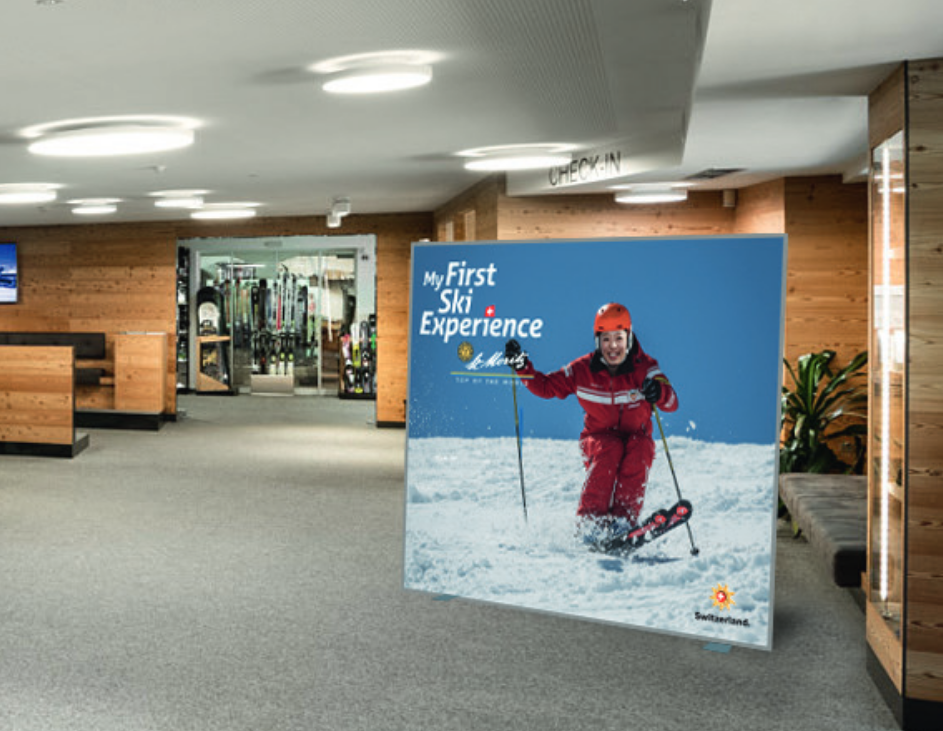 CHECK-IN
My First
Ski
Experience
St. Moritz
TOP OF THE WORLD
Switzerland.